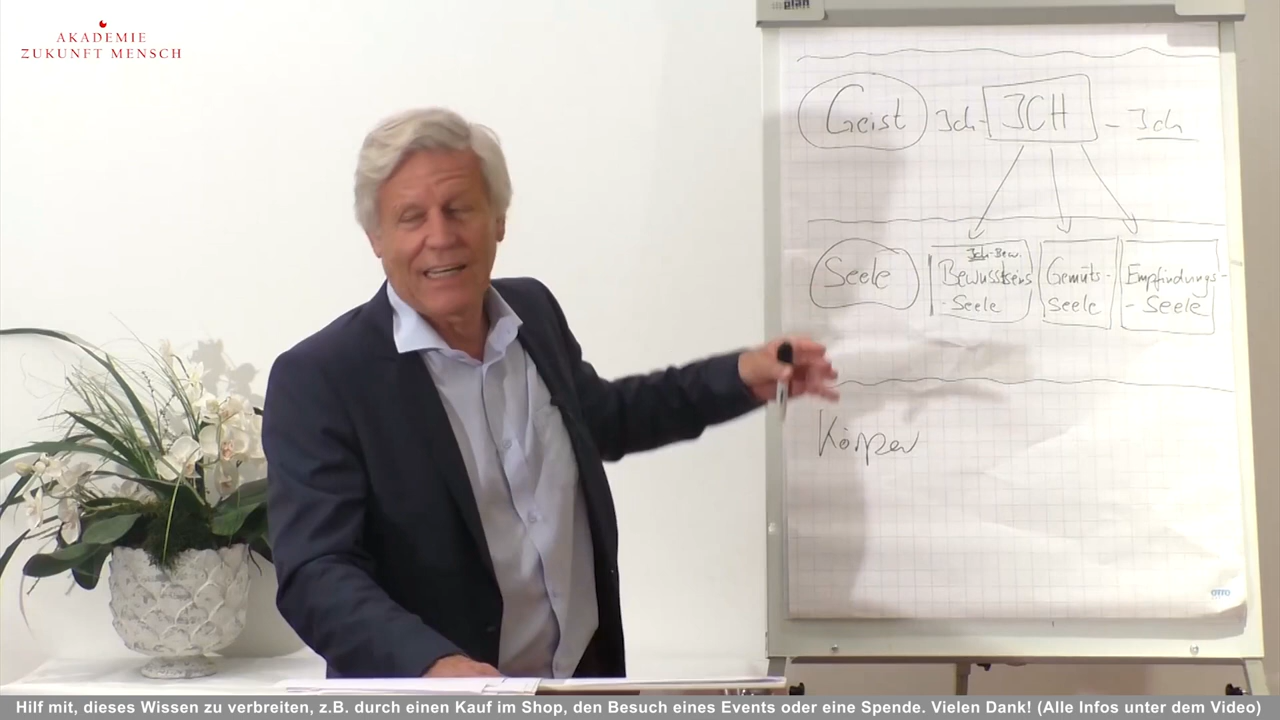 AKADEMIE
ZUKUNFT MENSCH
plan
Geist Ich- ICH - Ich
Seele
Ich-Bew.
Bewusstseins
- Seele
Gemüts-
seele
Empfindungs-
- Seele
Körper
OTTO
Hilf mit, dieses Wissen zu verbreiten, z.B. durch einen Kauf im Shop, den Besuch eines Events oder eine Spende. Vielen Dank! (Alle Infos unter dem Video)